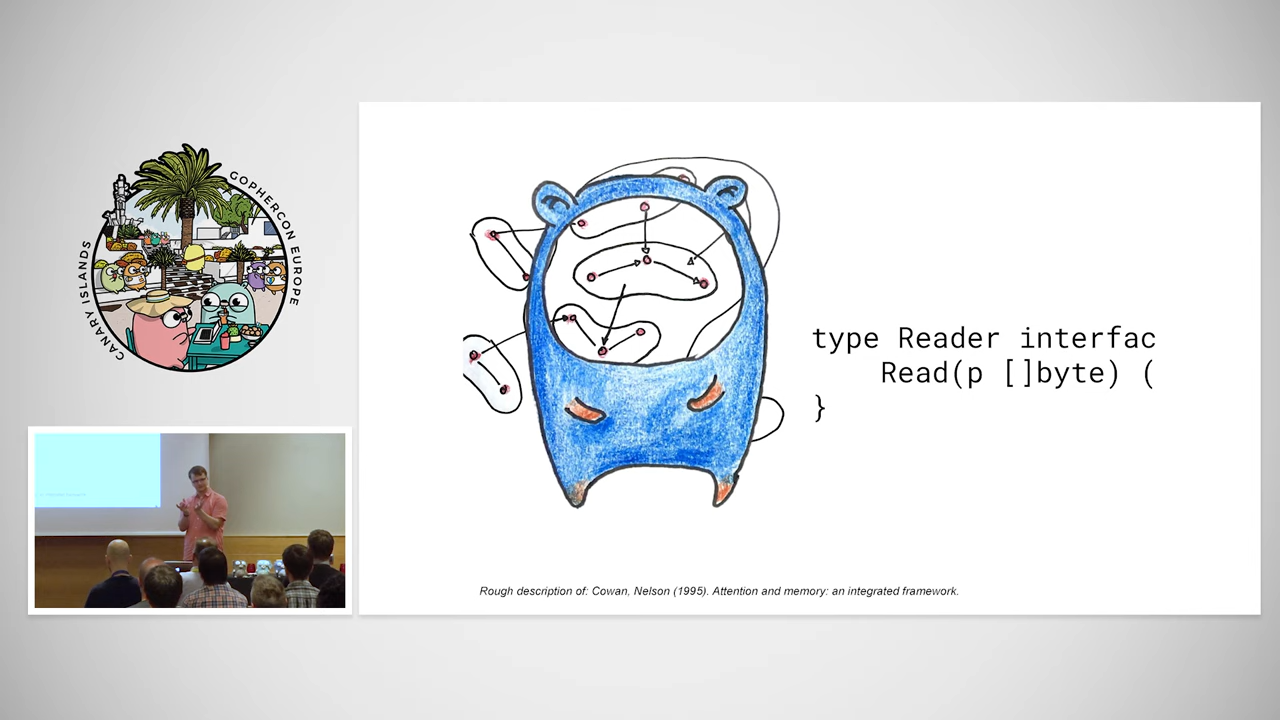 GOPHERCON EUROPE
CANARY ISLANDS
type Reader interfac
Read(p []byte) (
}
Rough description of: Cowan, Nelson (1995). Attention and memory: an integrated framework.